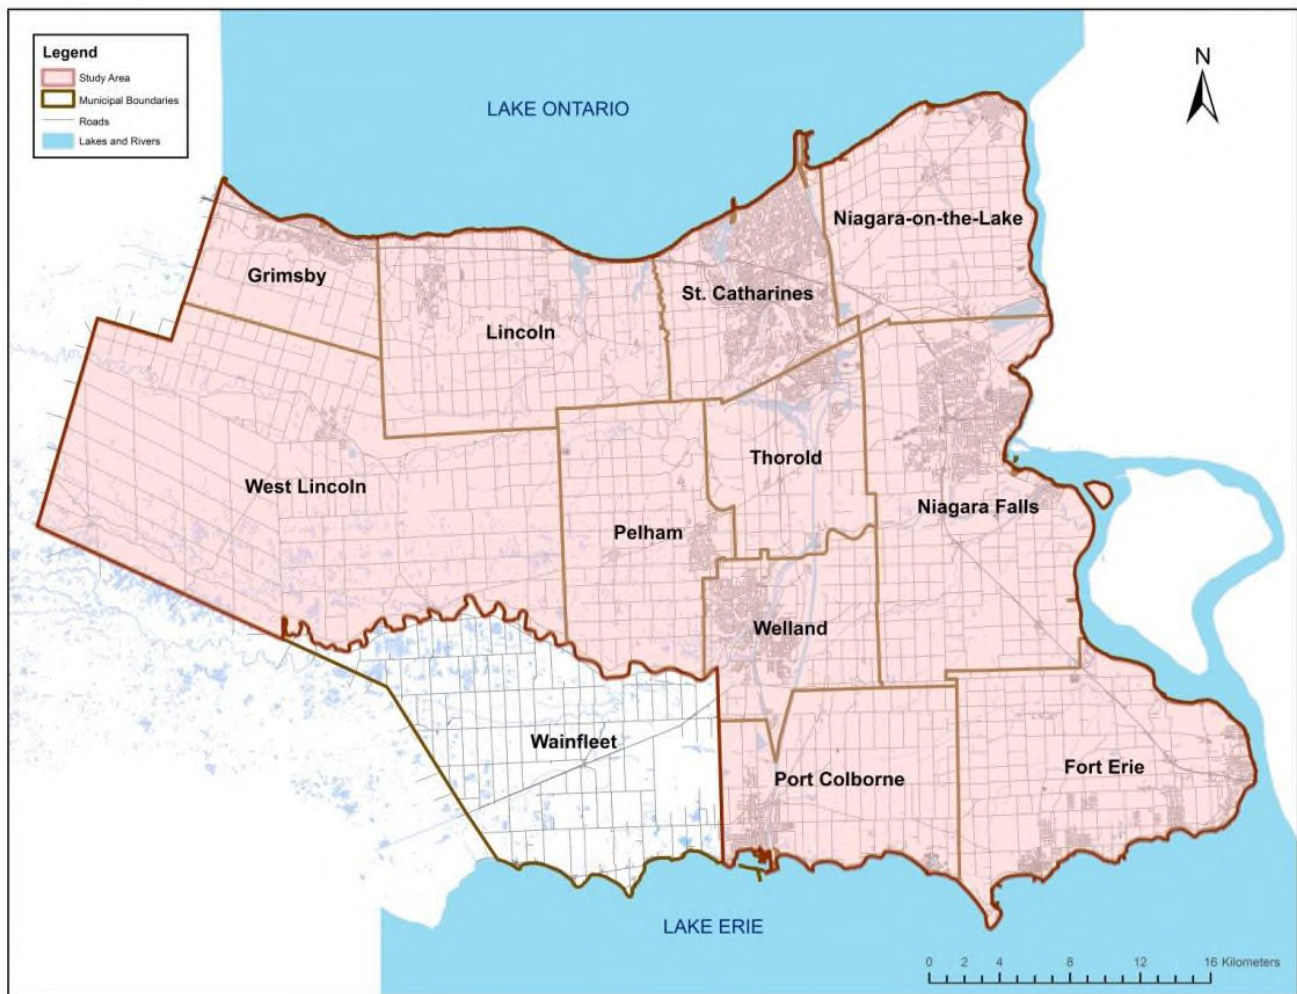 Legend
Study Area
Municipal Boundaries
Roads
Lakes and Rivers
N
LAKE ONTARIO
Niagara-on-the-Lake
Grimsby
St. Catharines
Lincoln
Thorold
West Lincoln
Niagara Falls
Pelham
Welland
Wainfleet
Fort Erie
Port Colborne
LAKE ERIE
0 2 4 8 12 16 Kilometers